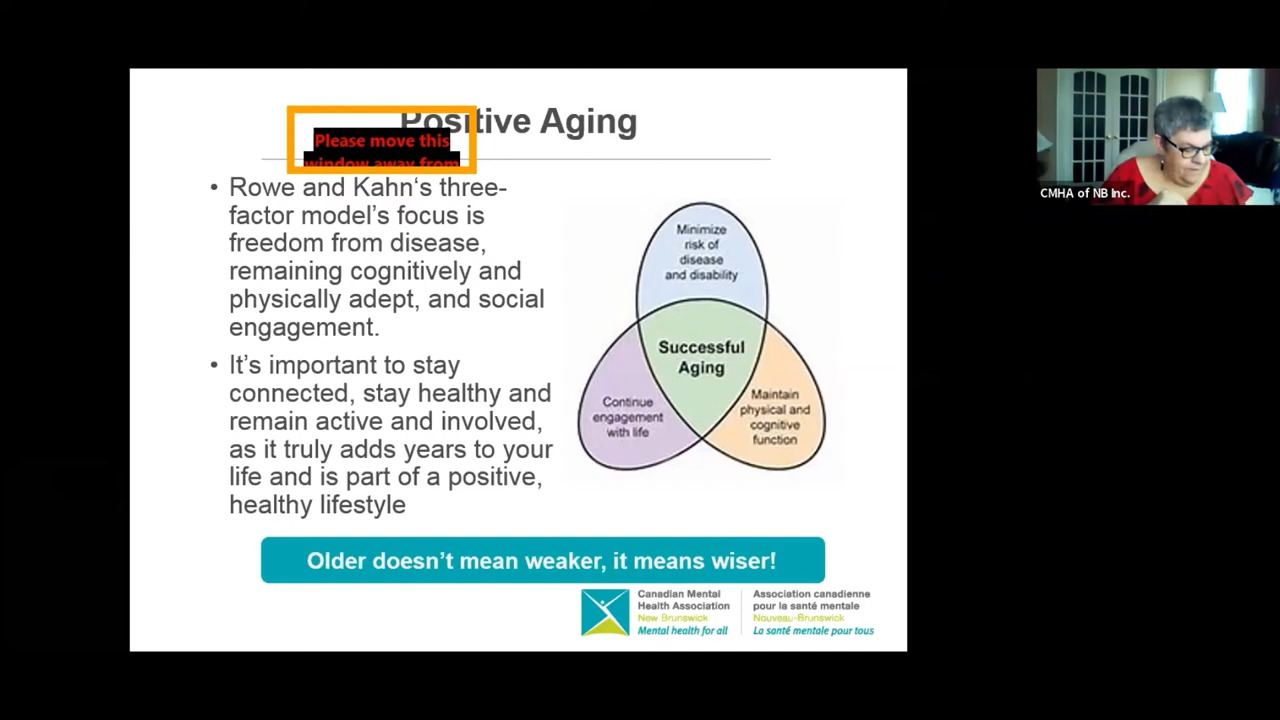 Positive Aging
Please move this
window away from
• Rowe and Kahn‘s three-
factor model’s focus is
freedom from disease,
remaining cognitively and
physically adept, and social
engagement.
• It’s important to stay
connected, stay healthy and
remain active and involved,
as it truly adds years to your
life and is part of a positive,
healthy lifestyle
Minimize
risk of
disease
and disability
Successful
Aging
Continue
engagement
with life
Maintain
physical and
cognitive
function
Older doesn’t mean weaker, it means wiser!
Canadian Mental
Health Association
New Brunswick
Mental health for all
Association canadienne
pour la santé mentale
Nouveau-Brunswick
La santé mentale pour tous
CMHA of NB Inc.